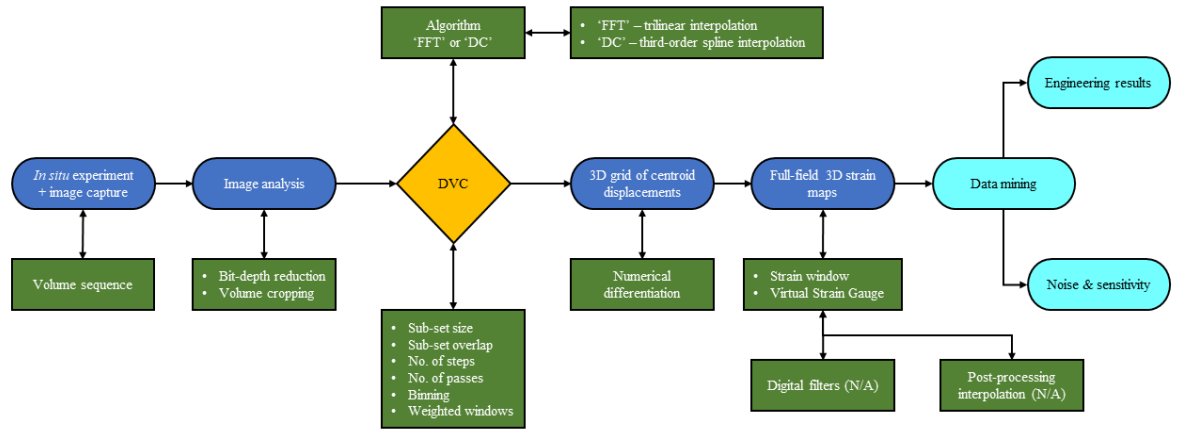 Algorithm
‘FFT’ or ‘DC’
• ‘FFT’ – trilinear interpolation
• ‘DC’ – third-order spline interpolation
Engineering results
In situ experiment
+ image capture
Image analysis
DVC
3D grid of centroid
displacements
Full-field 3D strain
maps
Data mining
Volume sequence
• Bit-depth reduction
• Volume cropping
Numerical
differentiation
• Strain window
• Virtual Strain Gauge
Noise & sensitivity
• Sub-set size
• Sub-set overlap
• No. of steps
• No. of passes
• Binning
• Weighted windows
Digital filters (N/A)
Post-processing
interpolation (N/A)